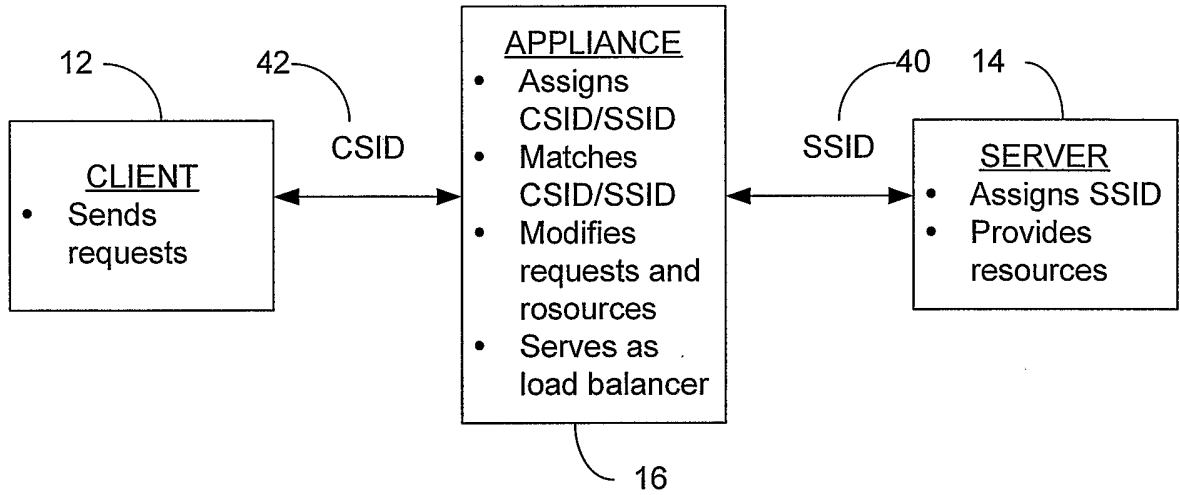 12
42
40
14
CLIENT
• Sends
requests
CSID
APPLIANCE
• Assigns
CSID/SSID
• Matches
CSID/SSID
• Modifies
requests and
rosources
• Serves as
load balancer
SSID
SERVER
• Assigns SSID
• Provides
resources
16